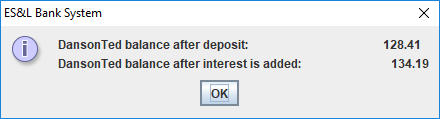 ES&L Bank System
DansonTed balance after deposit: 128.41
DansonTed balance after interest is added: 134.19
OK